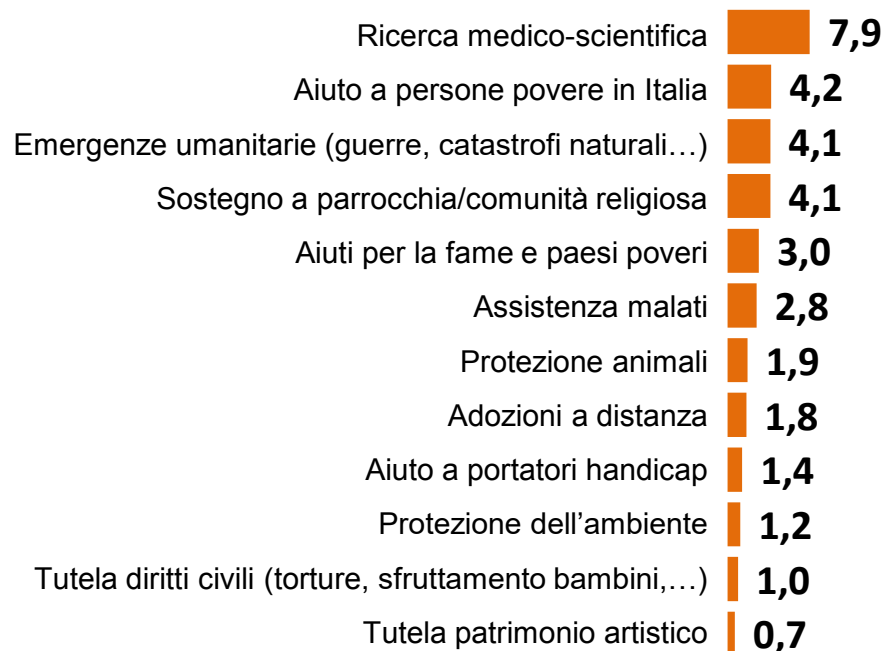 Ricerca medico-scientifica 7,9
Aiuto a persone povere in Italia 4,2
Emergenze umanitarie (guerre, catastrofi naturali…) 4,1
Sostegno a parrocchia/comunità religiosa 4,1
Aiuti per la fame e paesi poveri 3,0
Assistenza malati 2,8
Protezione animali 1,9
Adozioni a distanza 1,8
Aiuto a portatori handicap 1,4
Protezione dell’ambiente 1,2
Tutela diritti civili (torture, sfruttamento bambini,…) 1,0
Tutela patrimonio artistico 0,7